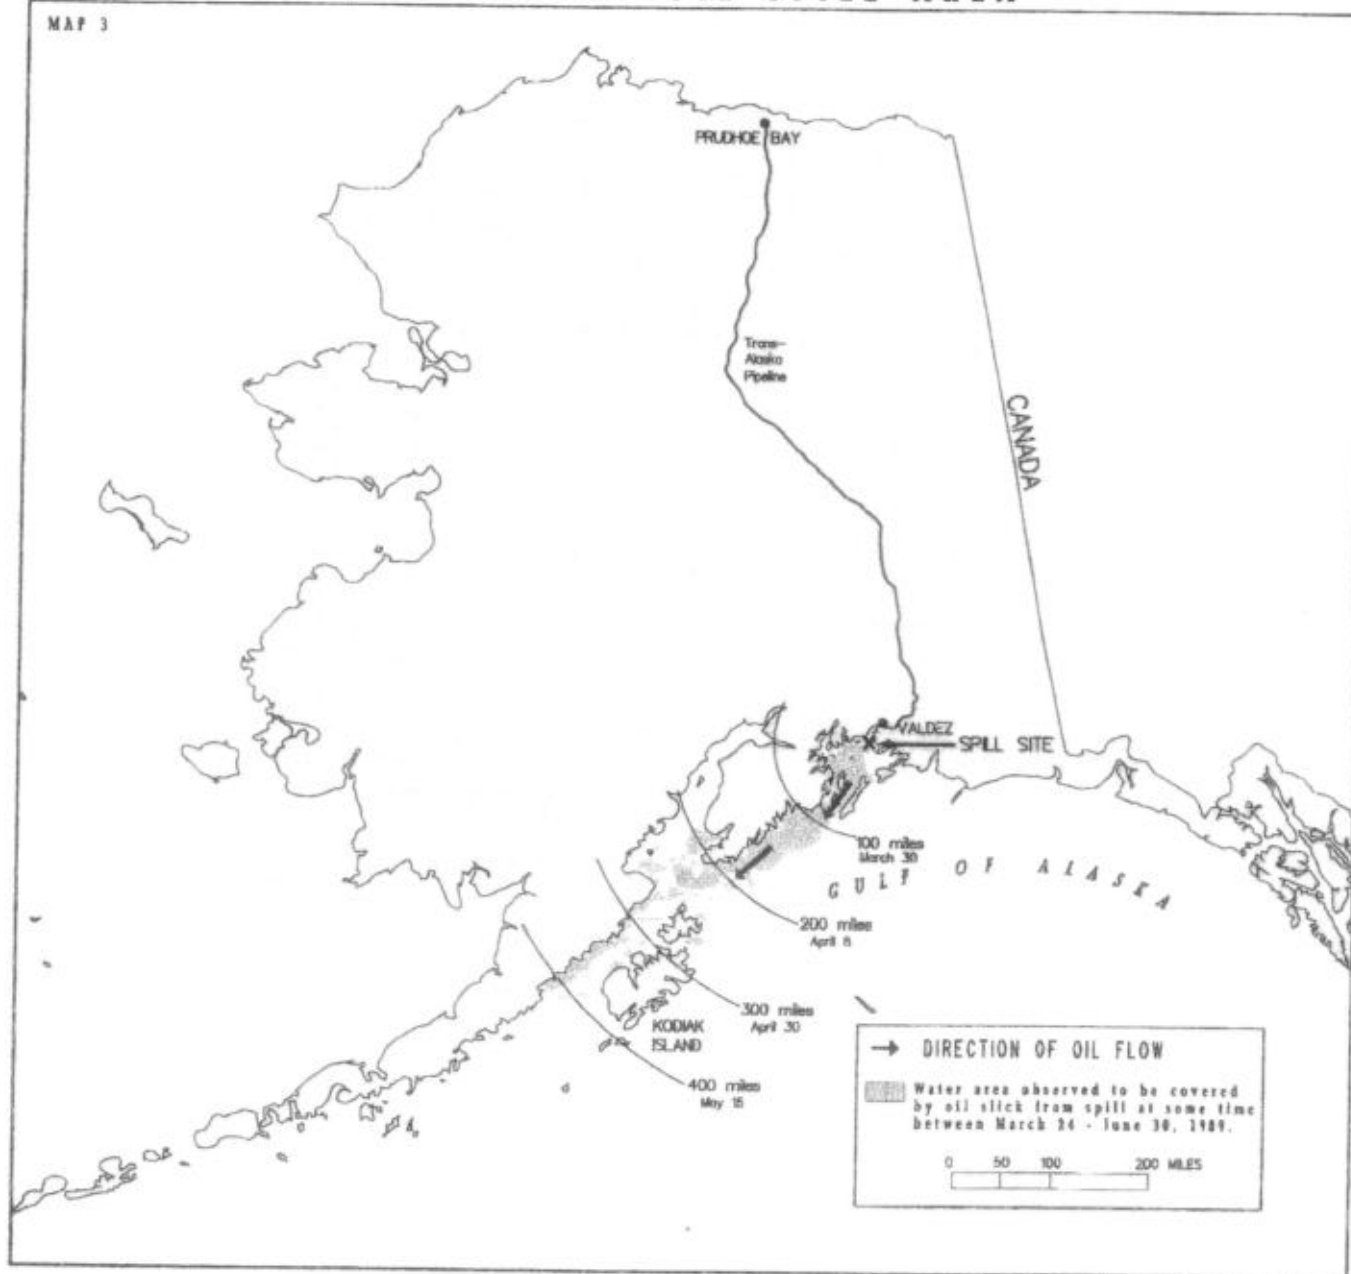 MAP 3
PRUDHOE BAY
Trans-
Alaska
Pipeline
CANADA
VALDEZ
SPILL SITE
100 miles
March 30
GULF OF ALASKA
200 miles
300 miles
April 30
KODIAK
ISLAND
400 miles
May 15
DIRECTION OF OIL FLOW
Water area observed to be covered
by oil slick from spill at some time
between March 24 - June 30, 1989.
0 50 100 200 MILES